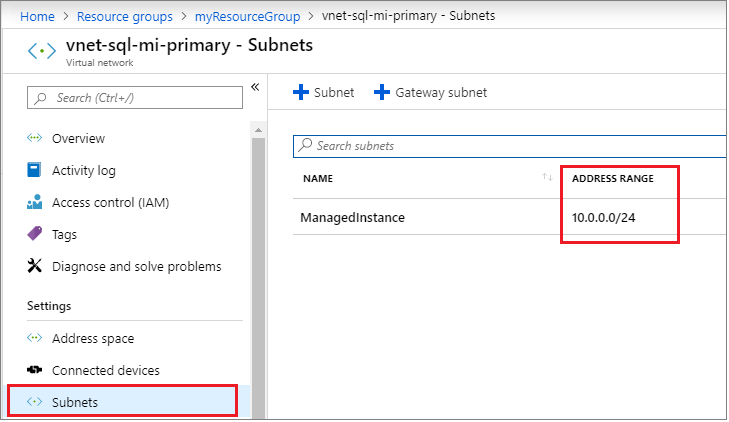 Home > Resource groups > myResourceGroup > vnet-sql-mi-primary - Subnets
vnet-sql-mi-primary - Subnets
Virtual network
Search (Ctrl+/)
«
Overview
Activity log
Access control (IAM)
Tags
Diagnose and solve problems
Settings
Address space
Connected devices
Subnets
+ Subnet + Gateway subnet
Search subnets
NAME ↑↓ ADDRESS RANGE
ManagedInstance 10.0.0.0/24